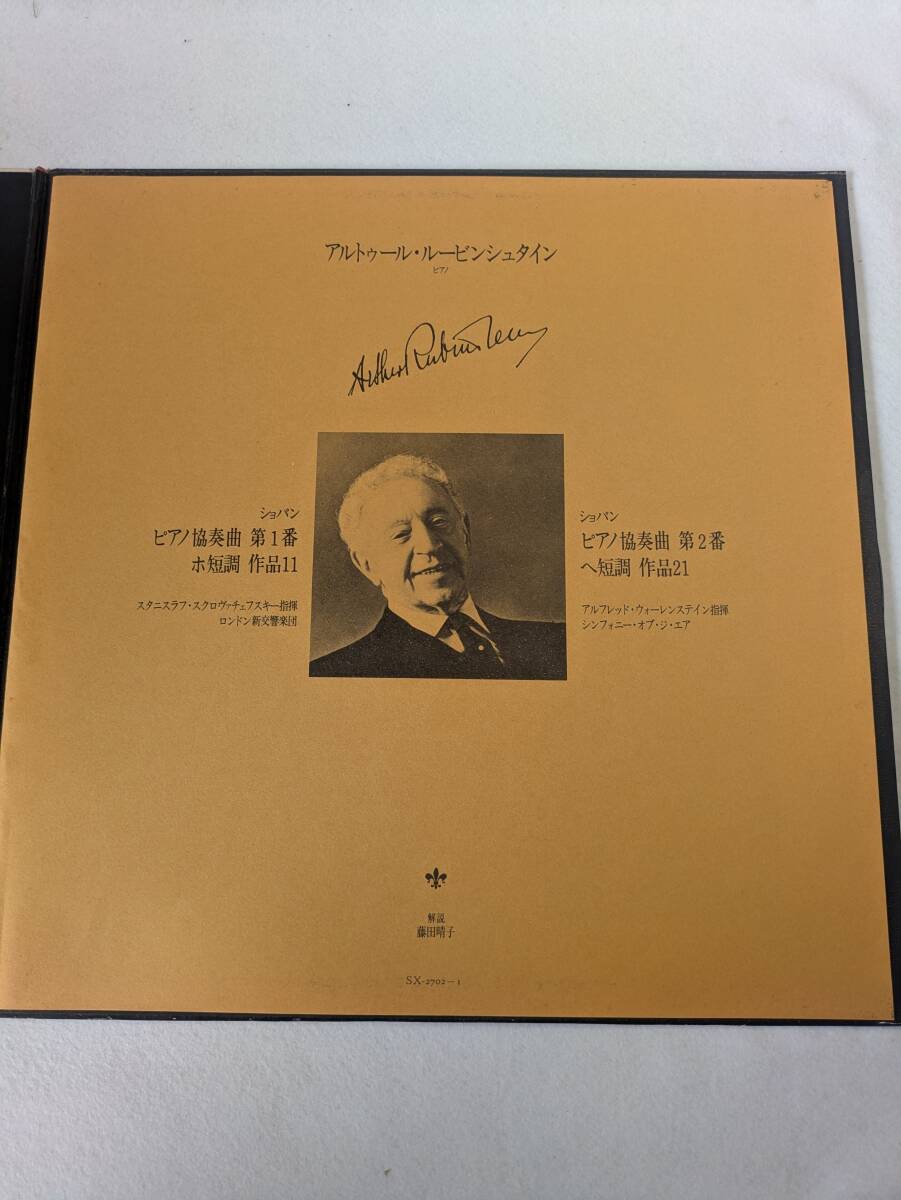 アルトゥール・ルービンシュタイン
ピアノ
Arthur Rubinstein
ショパン
ピアノ協奏曲 第1番
ホ短調 作品11
スタニスラフ・スクロヴァチェフスキー指揮
ロンドン新交響楽団
ショパン
ピアノ協奏曲 第2番
ヘ短調 作品21
アルフレッド・ウォーレンステイン指揮
シンフォニー・オブ・ジ・エア
解説
藤田晴子
SX-2702-1